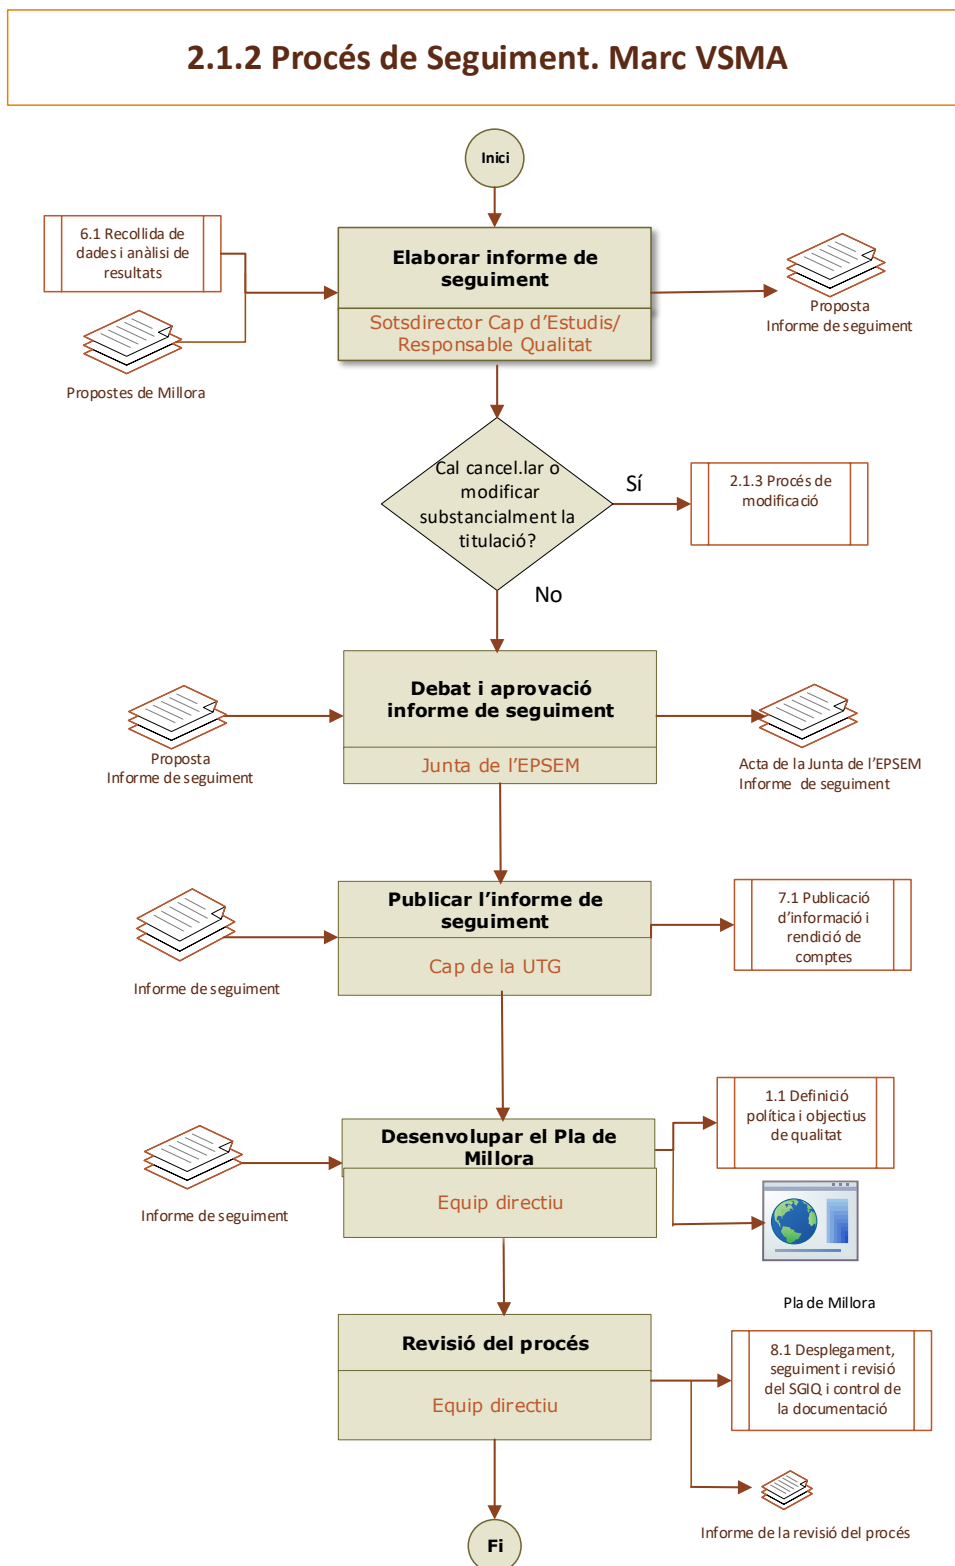 2.1.2 Procés de Seguiment. Marc VSMA
Inici
6.1 Recollida de
dades i anàlisi de
resultats
Propostes de Millora
Elaborar informe de
seguiment
Sotsdirector Cap d’Estudis/
Responsable Qualitat
Proposta
Informe de seguiment
Cal cancel.lar o
modificar
substancialment la
titulació?
Sí
2.1.3 Procés de
modificació
No
Proposta
Informe de seguiment
Debat i aprovació
informe de seguiment
Junta de l’EPSEM
Acta de la Junta de l’EPSEM
Informe de seguiment
Informe de seguiment
Publicar l’informe de
seguiment
Cap de la UTG
7.1 Publicació
d’informació i
rendició de
comptes
Informe de seguiment
Desenvolupar el Pla de
Millora
Equip directiu
1.1 Definició
política i objectius
de qualitat
Pla de Millora
Revisió del procés
Equip directiu
8.1 Desplegament,
seguiment i revisió
del SGIQ i control de
la documentació
Informe de la revisió del procés
Fi